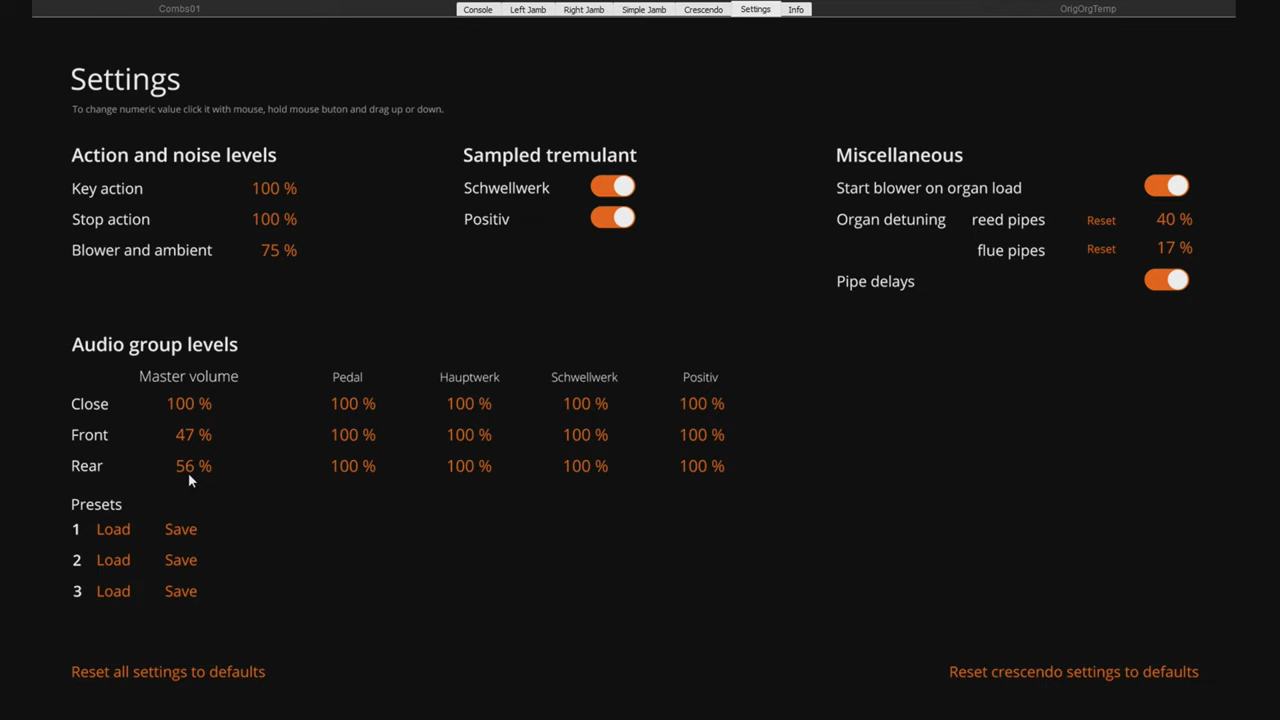 Combs01 Console Left Jamb Right Jamb Simple Jamb Crescendo Settings Info OrigOrgTemp
Settings
To change numeric value click it with mouse, hold mouse buton and drag up or down.
Action and noise levels
Key action 100 %
Stop action 100 %
Blower and ambient 75 %
Sampled tremulant
Schwellwerk
Positiv
Miscellaneous
Start blower on organ load
Organ detuning reed pipes Reset 40 %
flue pipes Reset 17 %
Pipe delays
Audio group levels
Master volume Pedal Hauptwerk Schwellwerk Positiv
Close 100 % 100 % 100 % 100 % 100 %
Front 47 % 100 % 100 % 100 % 100 %
Rear 56 % 100 % 100 % 100 % 100 %
Presets
1 Load Save
2 Load Save
3 Load Save
Reset all settings to defaults Reset crescendo settings to defaults